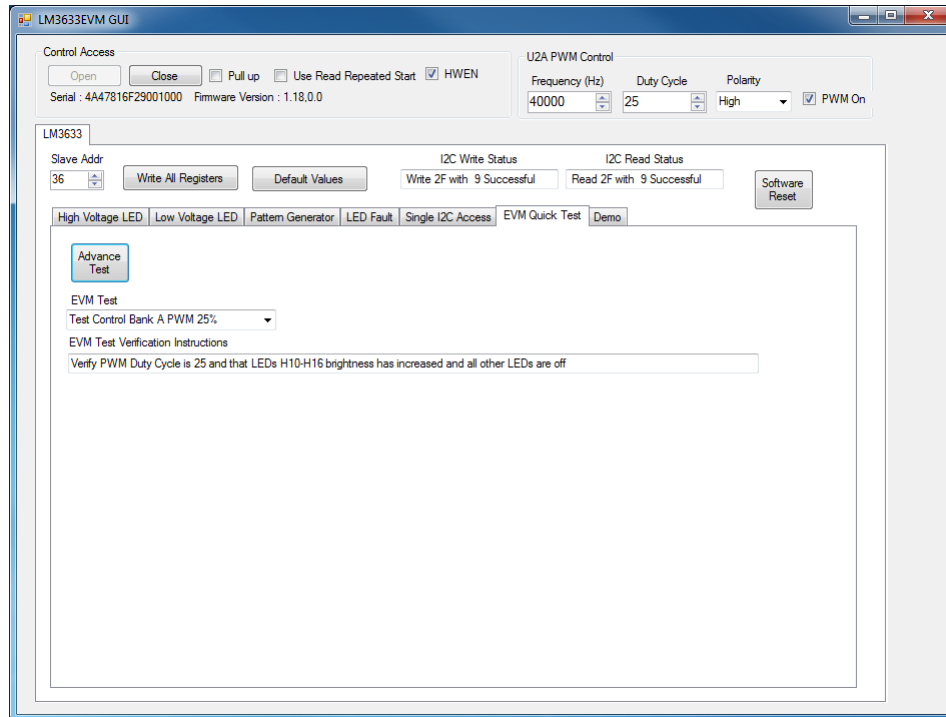 LM3633EVM GUI
Control Access
Open Close Pull up Use Read Repeated Start HWEN
Serial : 4A47816F29001000 Firmware Version : 1.18,0.0
U2A PWM Control
Frequency (Hz) Duty Cycle Polarity
40000 25 High PWM On
LM3633
Slave Addr I2C Write Status I2C Read Status
36 Write All Registers Default Values Write 2F with 9 Successful Read 2F with 9 Successful Software
Reset
High Voltage LED Low Voltage LED Pattern Generator LED Fault Single I2C Access EVM Quick Test Demo
Advance
Test
EVM Test
Test Control Bank A PWM 25%
EVM Test Verification Instructions
Verify PWM Duty Cycle is 25 and that LEDs H10-H16 brightness has increased and all other LEDs are off